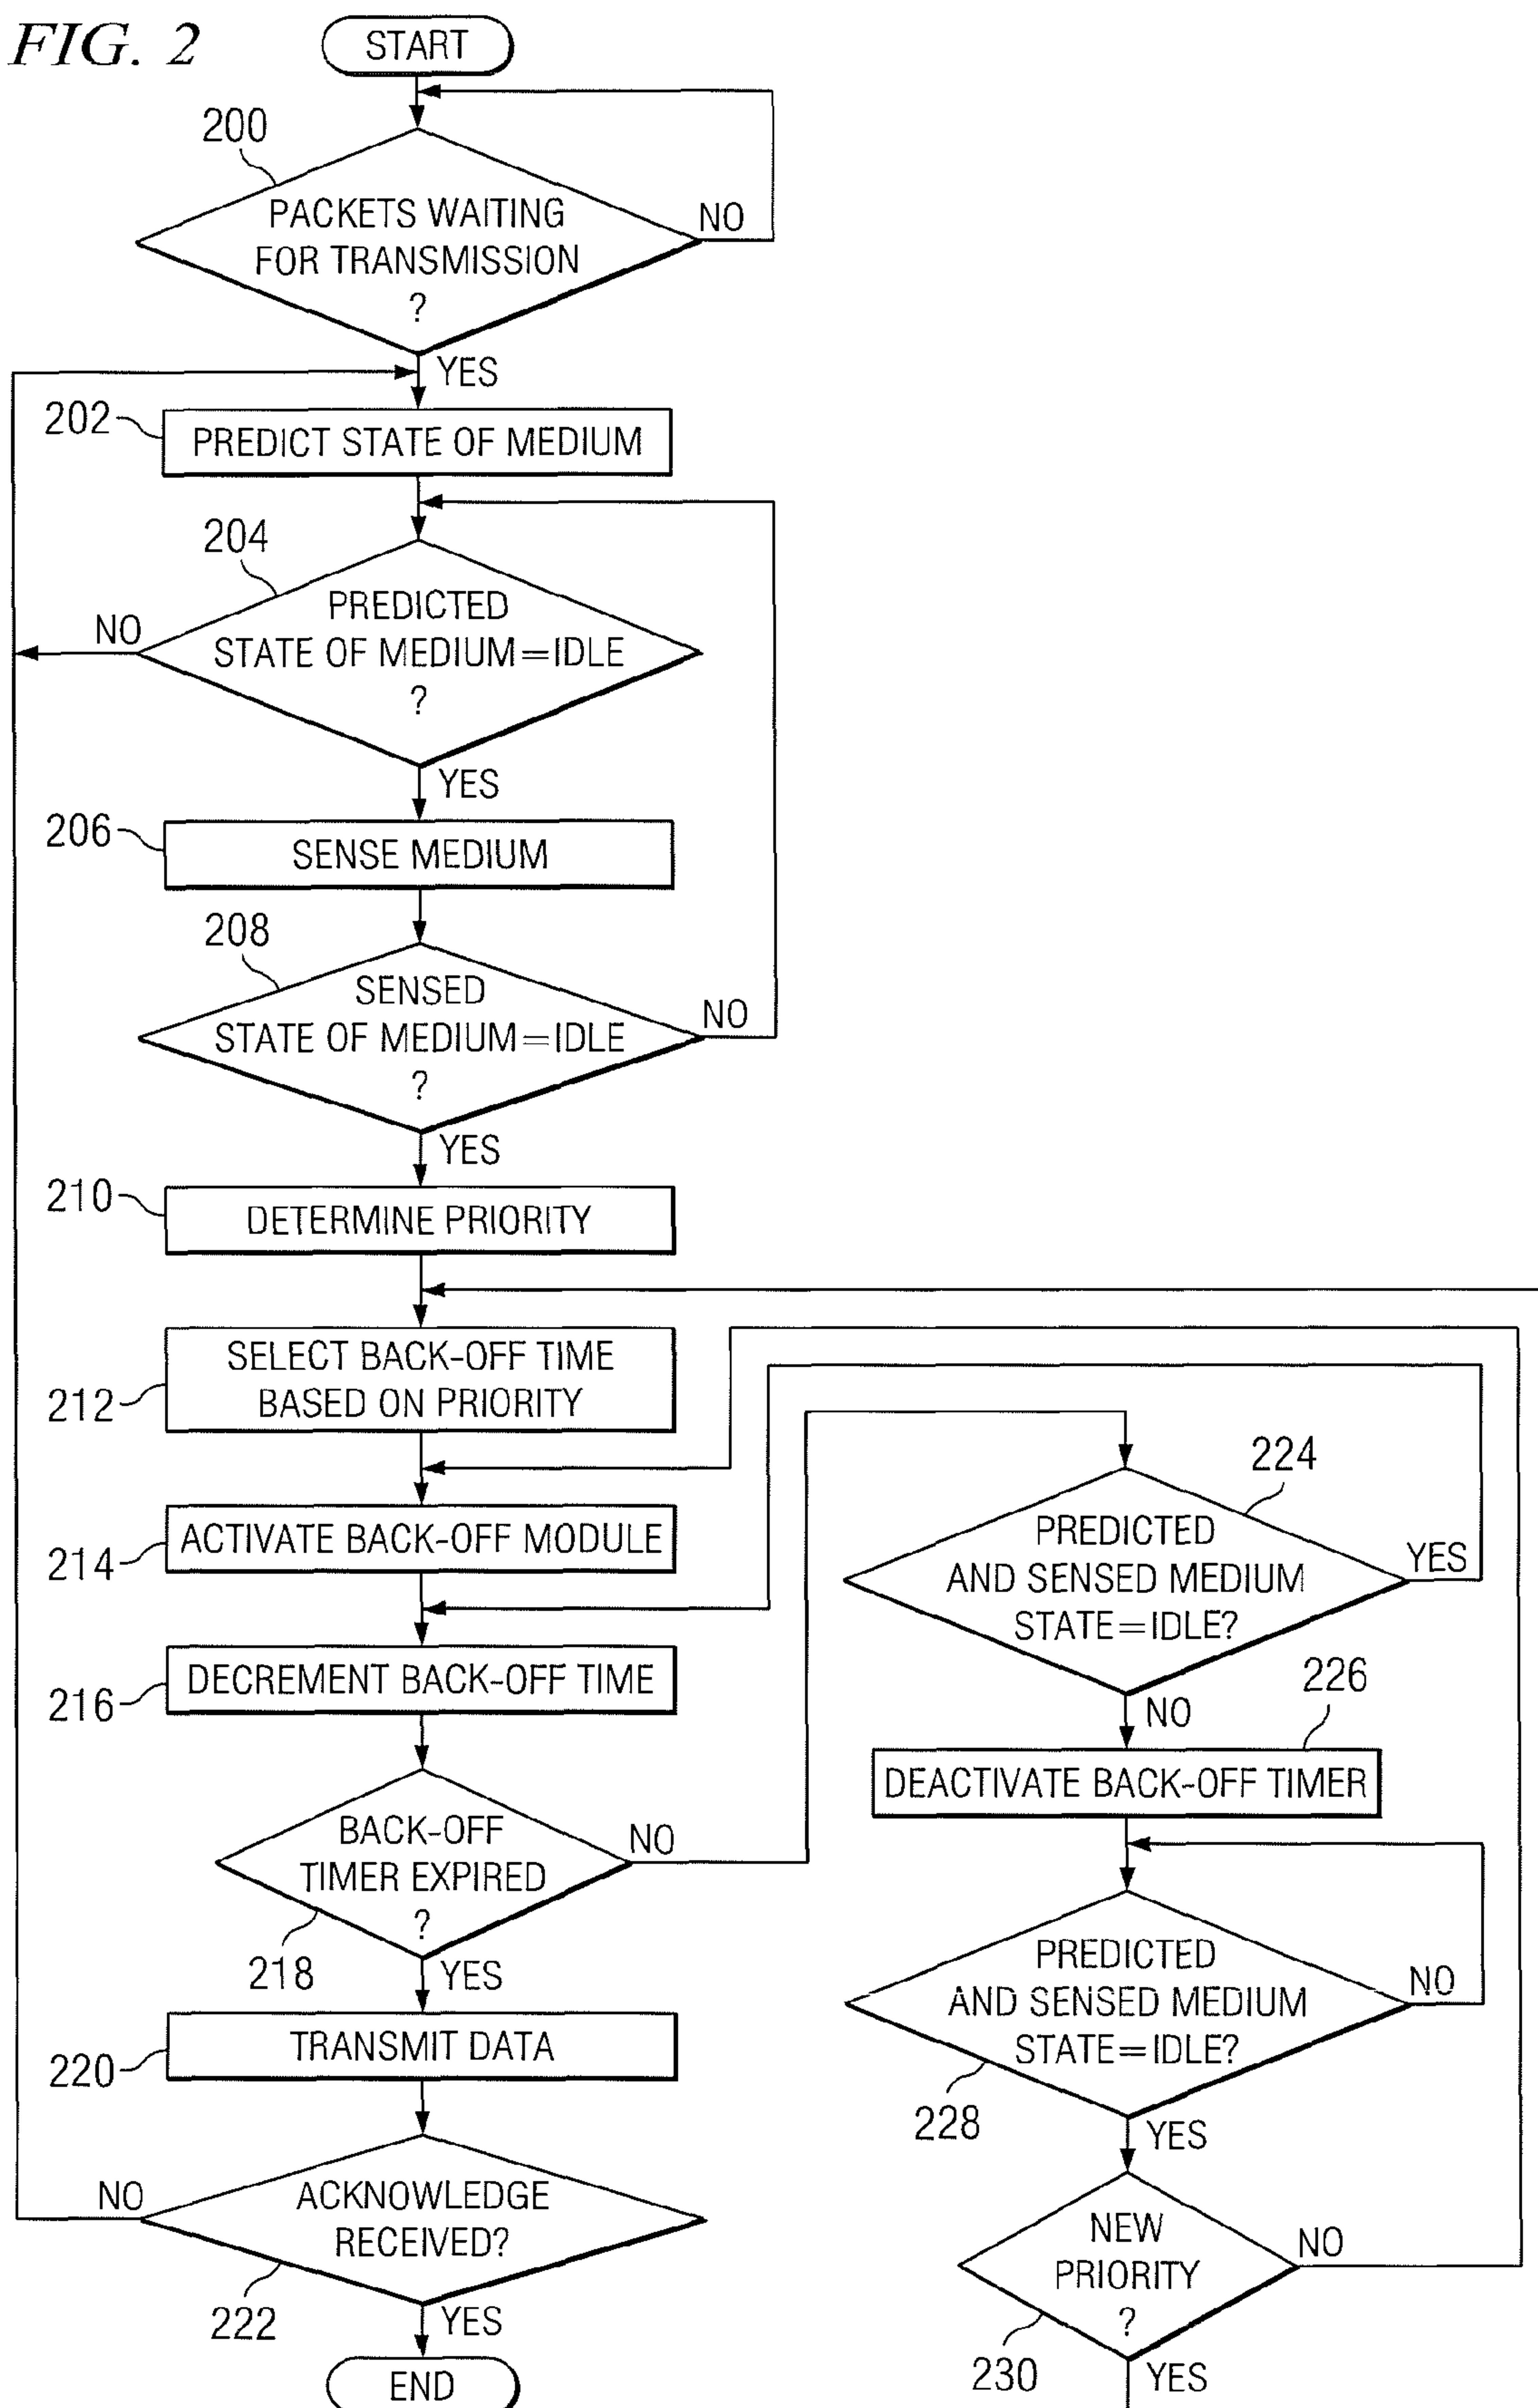 FIG. 2
START
200
PACKETS WAITING
FOR TRANSMISSION
?
NO
YES
202
PREDICT STATE OF MEDIUM
204
PREDICTED
STATE OF MEDIUM=IDLE
?
NO
YES
206
SENSE MEDIUM
208
SENSED
STATE OF MEDIUM=IDLE
?
NO
YES
210
DETERMINE PRIORITY
212
SELECT BACK-OFF TIME
BASED ON PRIORITY
214
ACTIVATE BACK-OFF MODULE
216
DECREMENT BACK-OFF TIME
BACK-OFF
TIMER EXPIRED
?
218
NO
YES
220
TRANSMIT DATA
ACKNOWLEDGE
RECEIVED?
NO
222
YES
END
224
PREDICTED
AND SENSED MEDIUM
STATE=IDLE?
YES
NO
226
DEACTIVATE BACK-OFF TIMER
PREDICTED
AND SENSED MEDIUM
STATE=IDLE?
NO
228
YES
NEW
PRIORITY
?
NO
230
YES